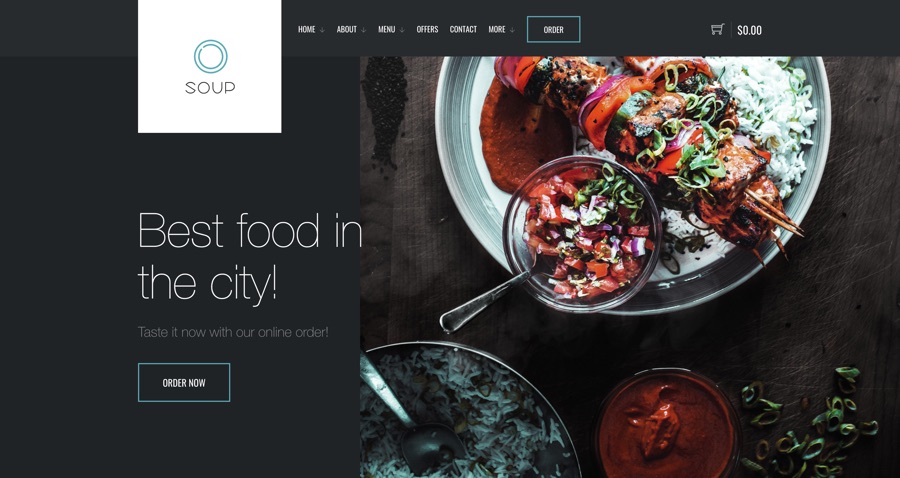 SOUP
HOME
ABOUT
MENU
OFFERS
CONTACT
MORE
ORDER
$0.00
Best food in
the city!
Taste it now with our online order!
ORDER NOW